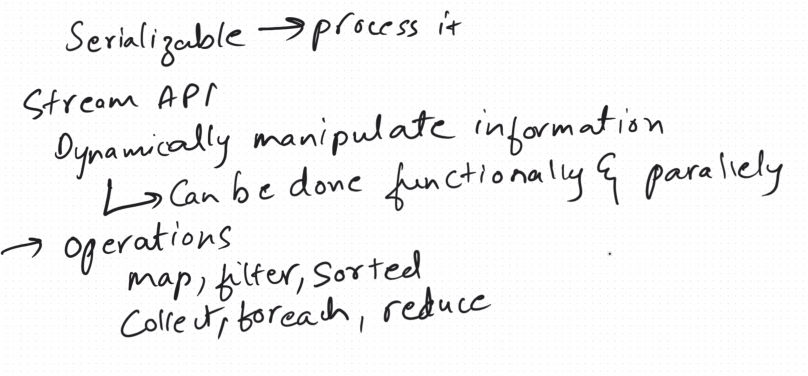 Serializable → process it
Stream API
Dynamically manipulate information
↳ Can be done functionally & parallely
→ operations
map, filter, sorted
Collect, foreach, reduce